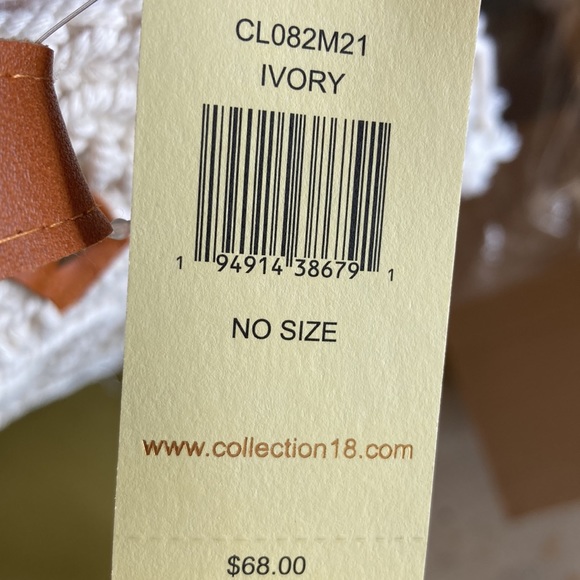 CL082M21
IVORY
1 94914 38679 1
NO SIZE
www.collection18.com
$68.00